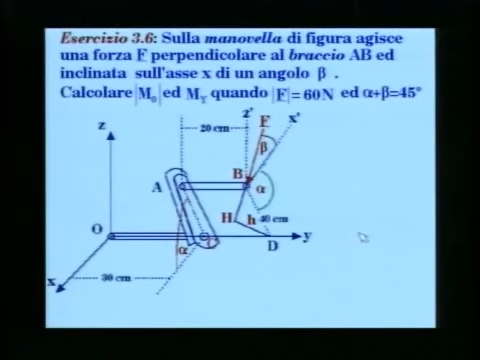 Esercizio 3.6: Sulla manovella di figura agisce
una forza F perpendicolare al braccio AB ed
inclinata sull'asse x di un angolo β .
Calcolare |M₀| ed M_Y quando |F|= 60 N ed α+β=45°
z
20 cm
z'
F
x'
β
A
B
α
H
h
40 cm
O
α
C
D
y
x
30 cm